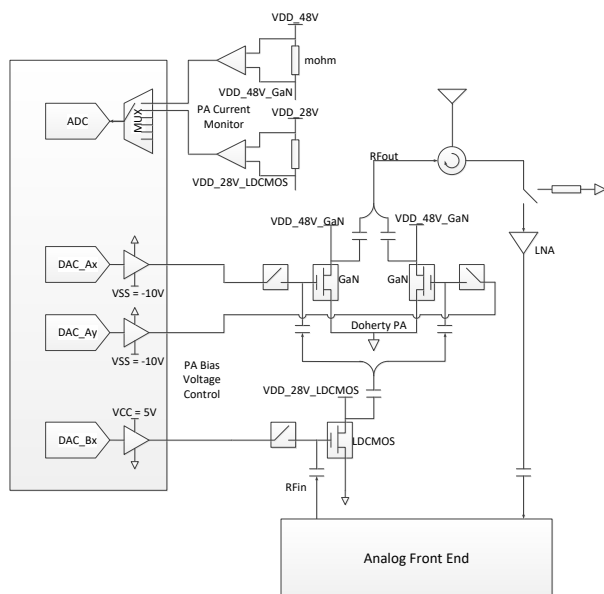 VDD_48V
mohm
VDD_48V_GaN
PA Current
Monitor
VDD_28V
ADC
MUX
VDD_28V_LDCMOS
RFout
VDD_48V_GaN
VDD_48V_GaN
LNA
DAC_Ax
GaN
GaN
VSS = -10V
DAC_Ay
Doherty PA
VSS = -10V
PA Bias
Voltage
Control
VDD_28V_LDCMOS
VCC = 5V
DAC_Bx
LDCMOS
RFin
Analog Front End